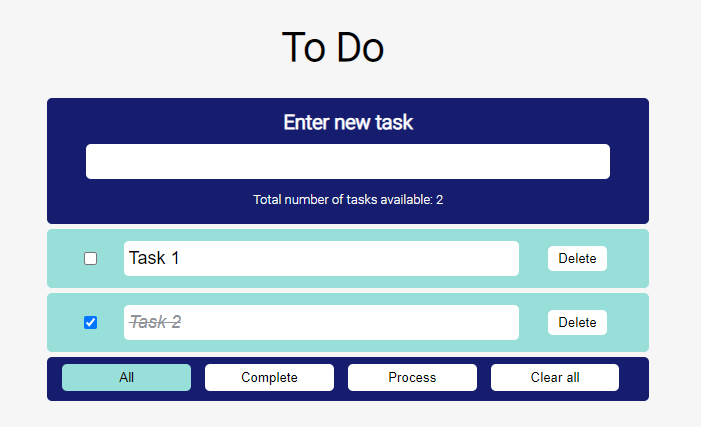 To Do
Enter new task
Total number of tasks available: 2
Task 1 Delete
Task 2 Delete
All Complete Process Clear all